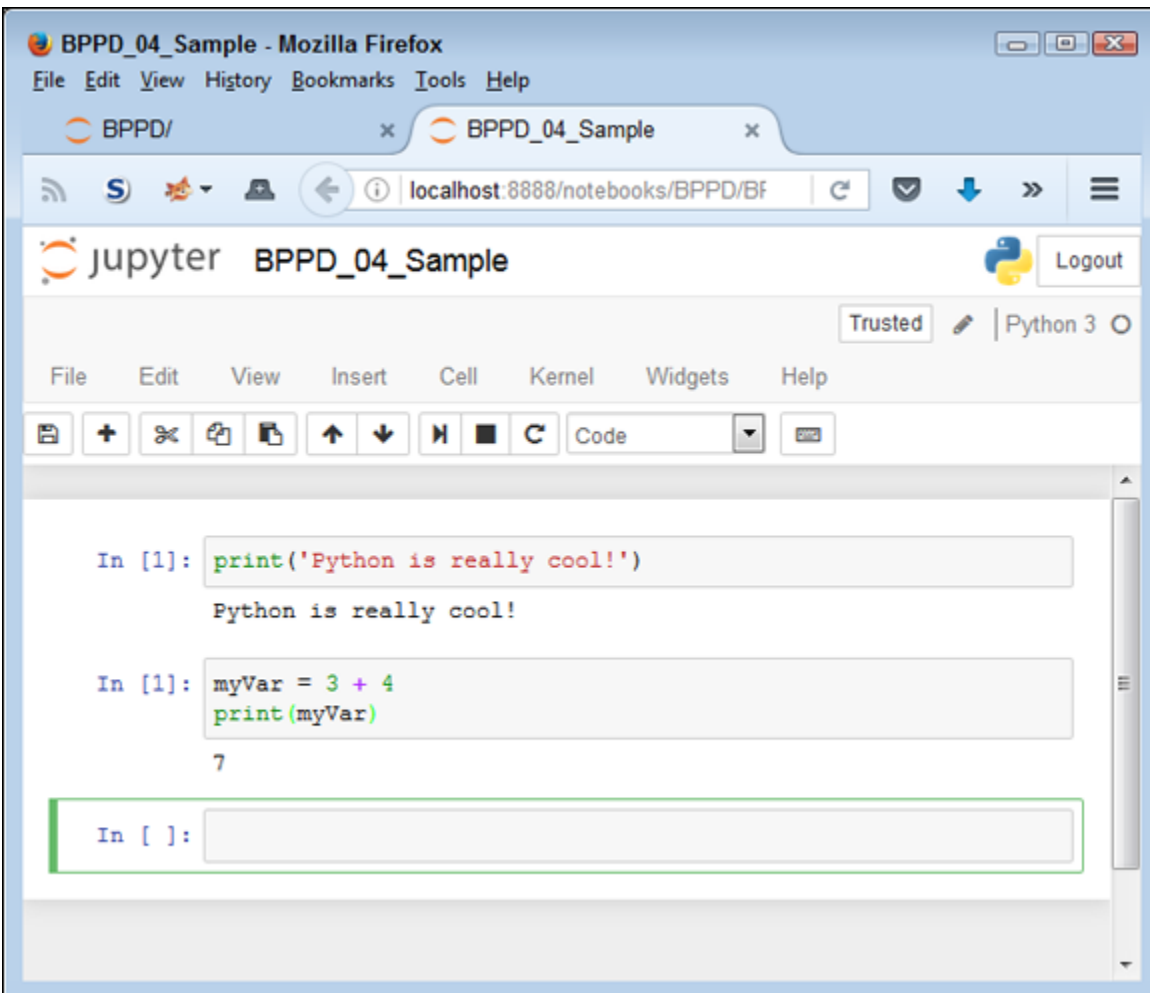 BPPD_04_Sample - Mozilla Firefox
File Edit View History Bookmarks Tools Help
BPPD/
BPPD_04_Sample
localhost:8888/notebooks/BPPD/BF
jupyter BPPD_04_Sample
Logout
Trusted
Python 3
File Edit View Insert Cell Kernel Widgets Help
Code
In [1]: print('Python is really cool!')
Python is really cool!
In [1]: myVar = 3 + 4
print(myVar)
7
In [ ]: